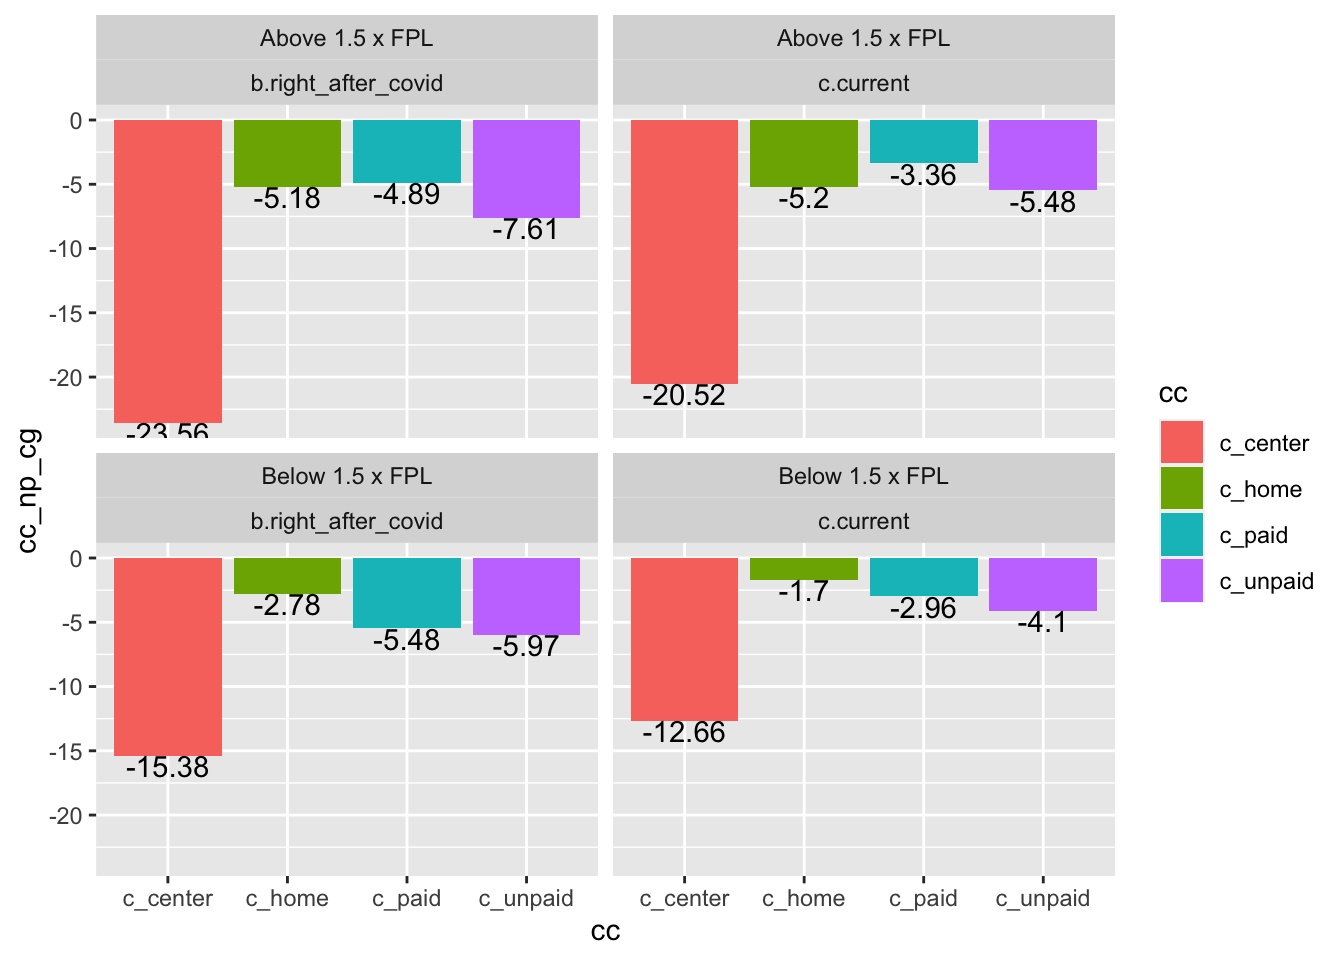 Above 1.5 x FPL
Above 1.5 x FPL
b.right_after_covid
c.current
0
-5
-10
-15
-20
-23.56
-5.18
-4.89
-7.61
-20.52
-5.2
-3.36
-5.48
Below 1.5 x FPL
Below 1.5 x FPL
b.right_after_covid
c.current
0
-5
-10
-15
-20
-15.38
-2.78
-5.48
-5.97
-12.66
-1.7
-2.96
-4.1
c_center c_home c_paid c_unpaid
c_center c_home c_paid c_unpaid
cc
cc_np_cg
cc
c_center
c_home
c_paid
c_unpaid